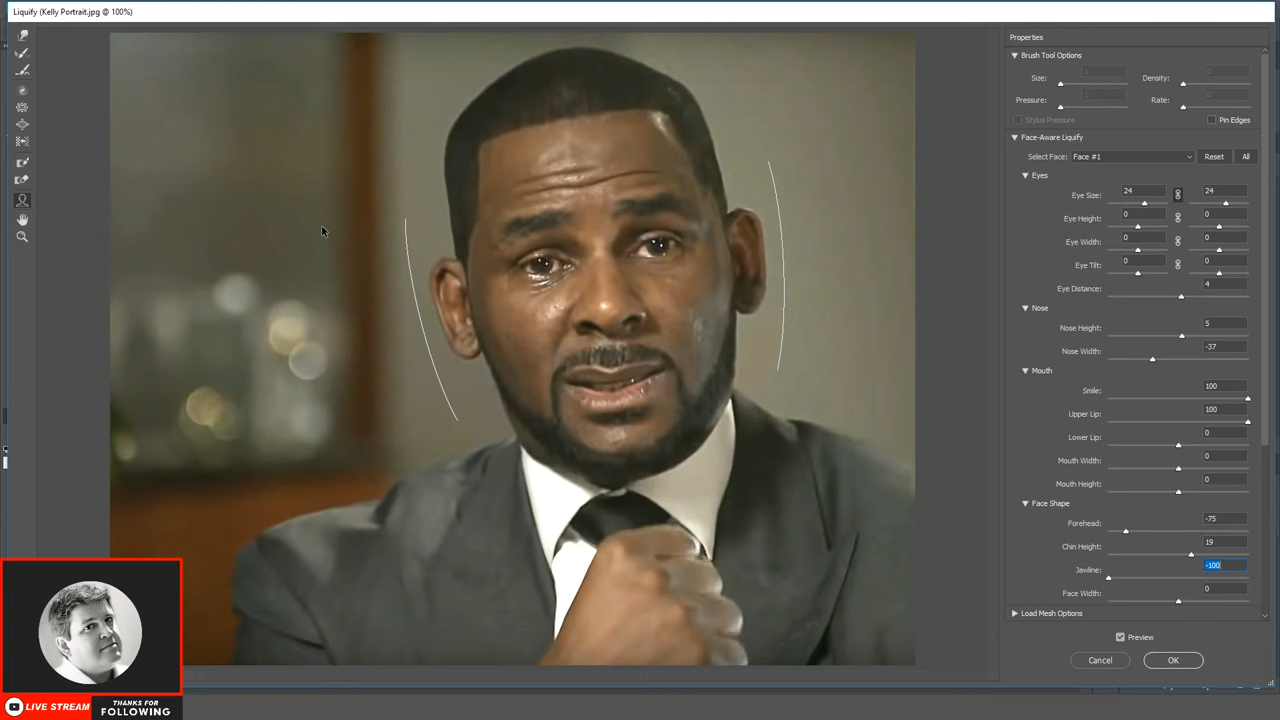 Liquify (Kelly Portrait.jpg @ 100%)
Properties
Brush Tool Options
Size: 1 Density: 0
Pressure: 1 Rate: 0
Stylus Pressure Pin Edges
Face-Aware Liquify
Select Face: Face #1 Reset All
Eyes
Eye Size: 24 24
Eye Height: 0 0
Eye Width: 0 0
Eye Tilt: 0 0
Eye Distance: 4
Nose
Nose Height: 5
Nose Width: -37
Mouth
Smile: 100
Upper Lip: 100
Lower Lip: 0
Mouth Width: 0
Mouth Height: 0
Face Shape
Forehead: -75
Chin Height: 19
Jawline: -100
Face Width: 0
Load Mesh Options
Preview
Cancel OK
LIVE STREAM
THANKS FOR
FOLLOWING